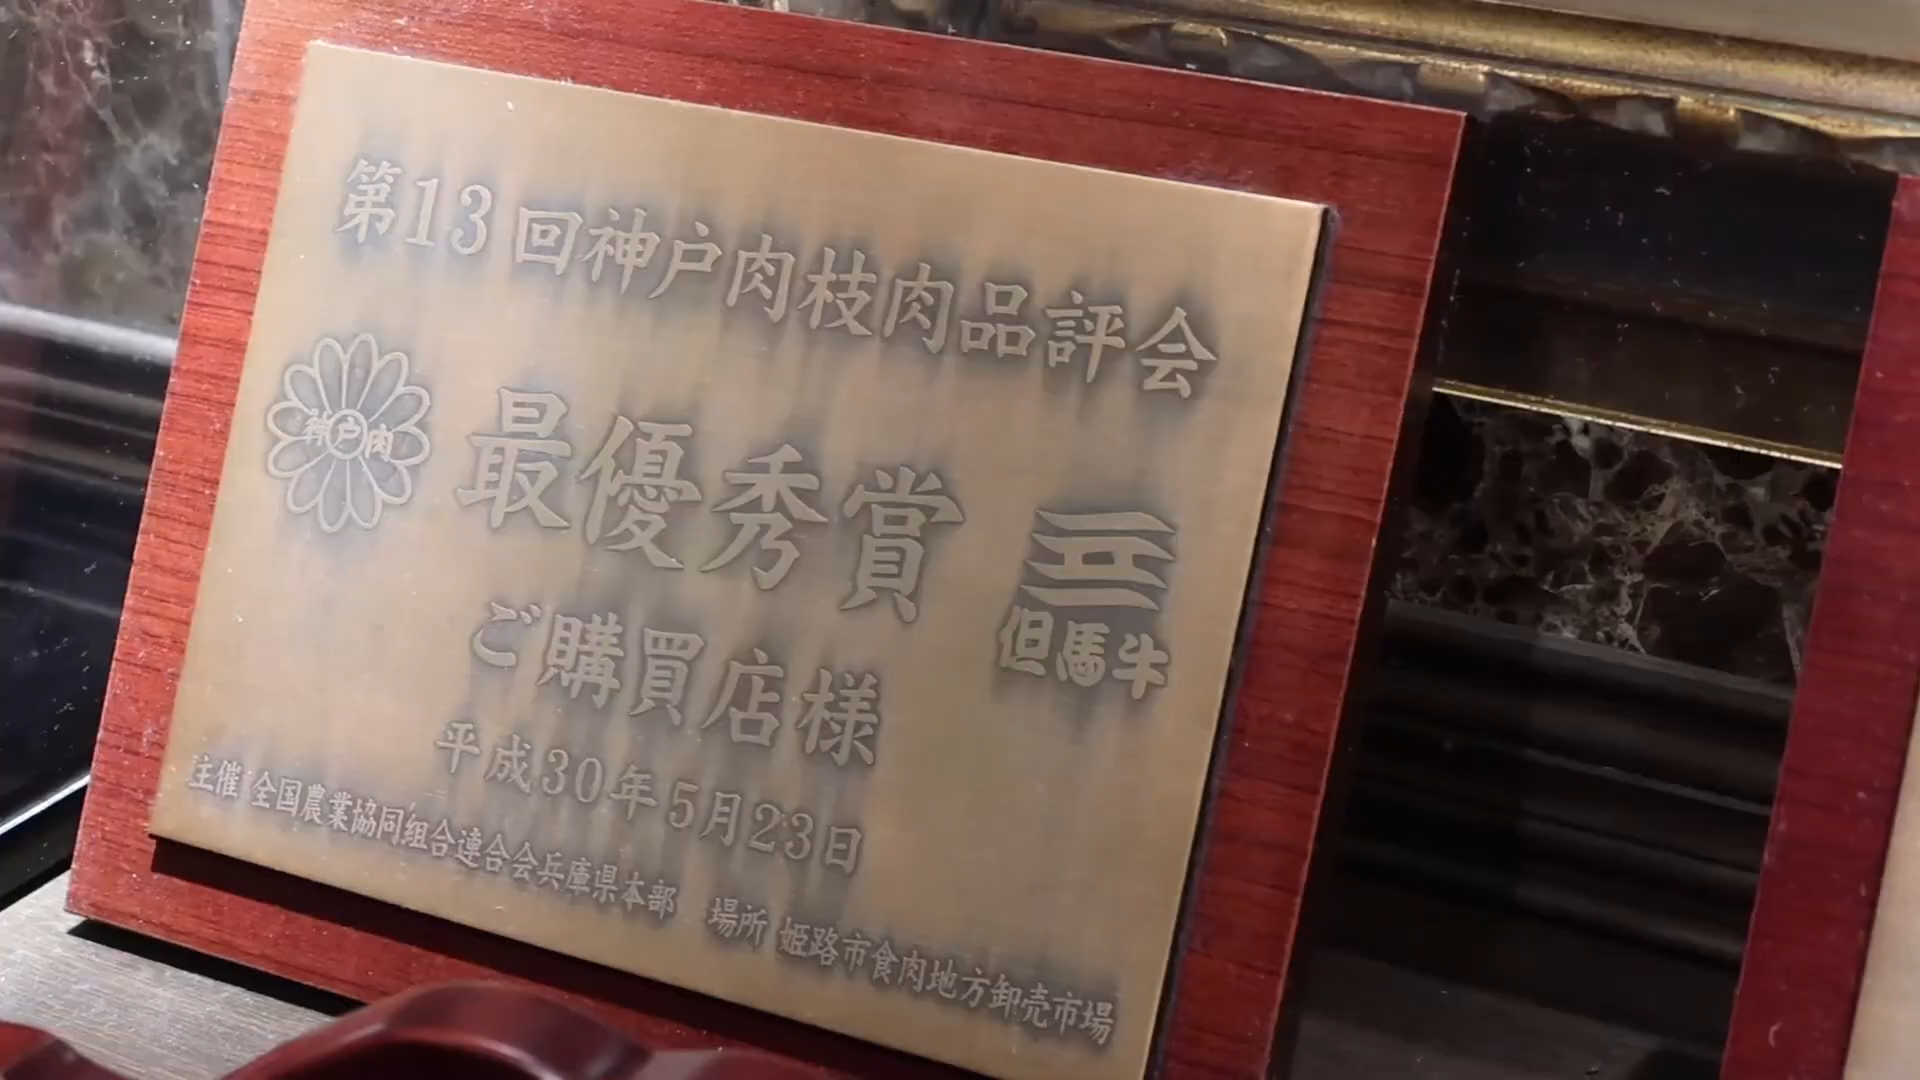 第13回神戸肉枝肉品評会
神戸肉
最優秀賞
但馬牛
ご購買店様
平成30年5月23日
主催 全国農業協同組合連合会兵庫県本部 場所 姫路市食肉地方卸売市場